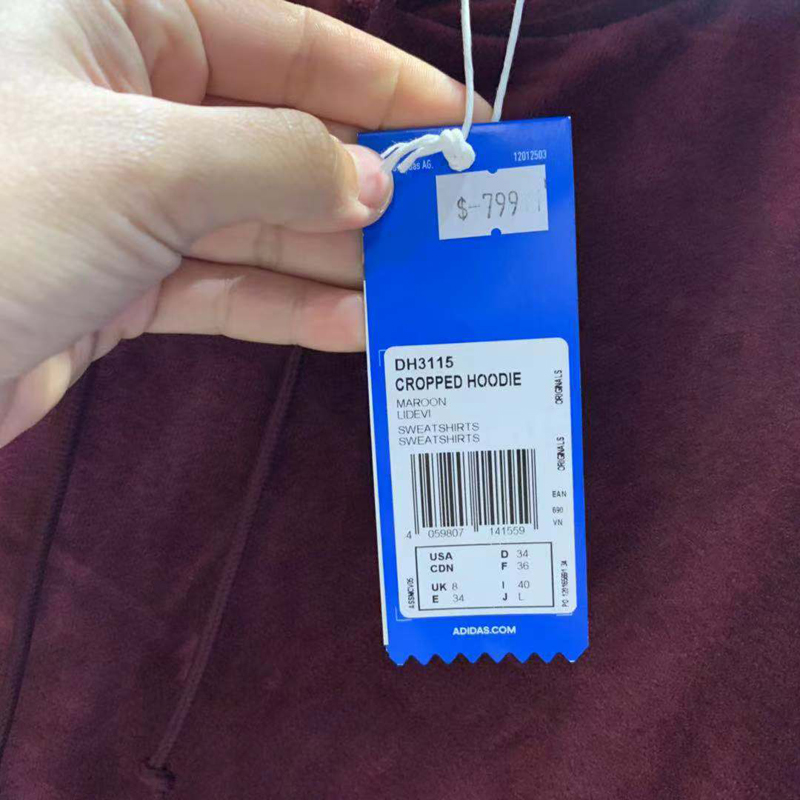 das AG.
12012503
$-799
DH3115
CROPPED HOODIE
MAROON
LIDEVI
SWEATSHIRTS
SWEATSHIRTS
ORIGINALS
ORIGINALS
EAN
690
VN
4 059807 141559
USA D 34
CDN F 36
UK 8 I 40
E 34 J L
ADIDAS.COM